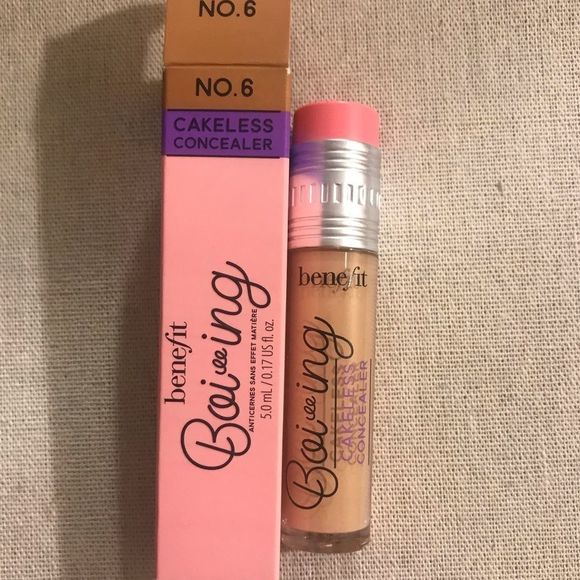 NO.6
NO.6
CAKELESS
CONCEALER
benefit
Boi-ing
ANTICERNES SANS EFFET MATIÈRE
5.0 mL / 0.17 US fl. oz.
benefit
Boi-ing
CAKELESS
CONCEALER